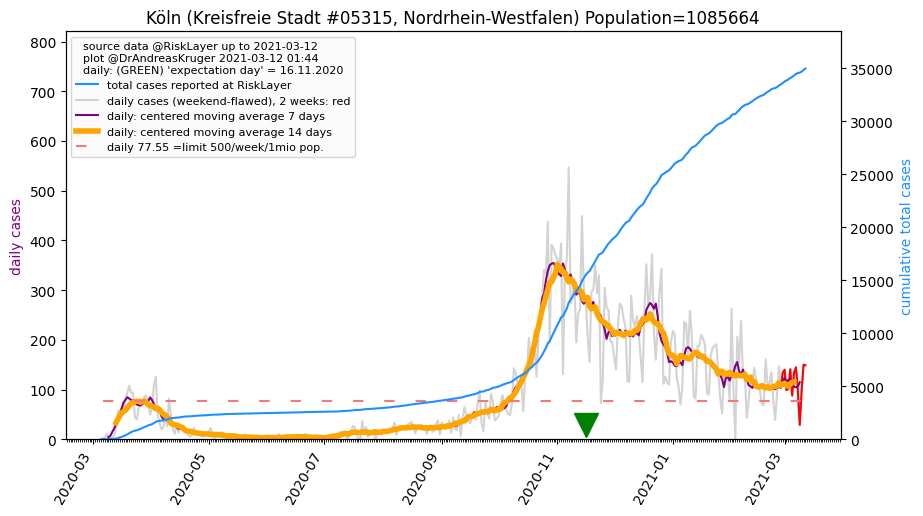 Köln (Kreisfreie Stadt #05315, Nordrhein-Westfalen) Population=1085664
source data @RiskLayer up to 2021-03-12
plot @DrAndreasKruger 2021-03-12 01:44
daily: (GREEN) 'expectation day' = 16.11.2020
total cases reported at RiskLayer
daily cases (weekend-flawed), 2 weeks: red
daily: centered moving average 7 days
daily: centered moving average 14 days
daily 77.55 =limit 500/week/1mio pop.
daily cases
800
700
600
500
400
300
200
100
0
cumulative total cases
35000
30000
25000
20000
15000
10000
5000
0
2020-03
2020-05
2020-07
2020-09
2020-11
2021-01
2021-03